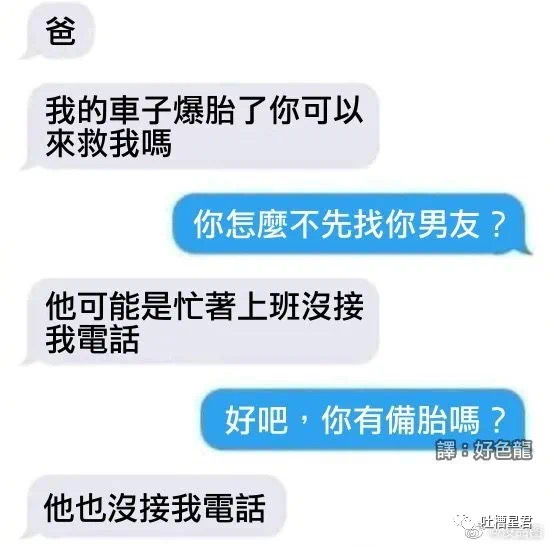 爸
我的車子爆胎了你可以
來救我嗎
你怎麼不先找你男友？
他可能是忙著上班沒接
我電話
好吧，你有備胎嗎？
譯：好色龍
他也沒接我電話
吐槽星君